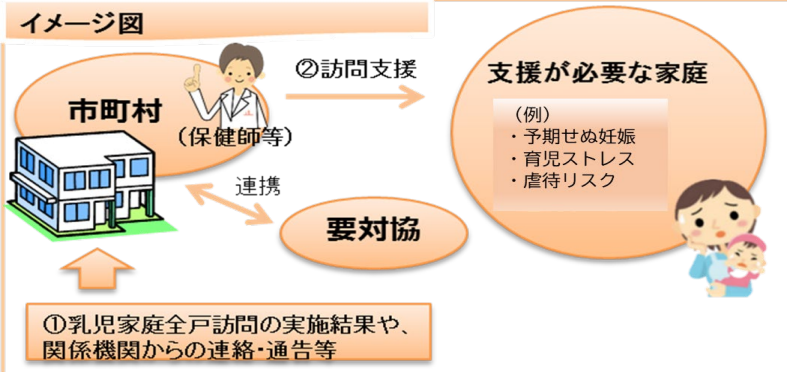 イメージ図
市町村
（保健師等）
②訪問支援
支援が必要な家庭
（例）
・予期せぬ妊娠
・育児ストレス
・虐待リスク
連携
要対協
①乳児家庭全戸訪問の実施結果や、
関係機関からの連絡・通告等